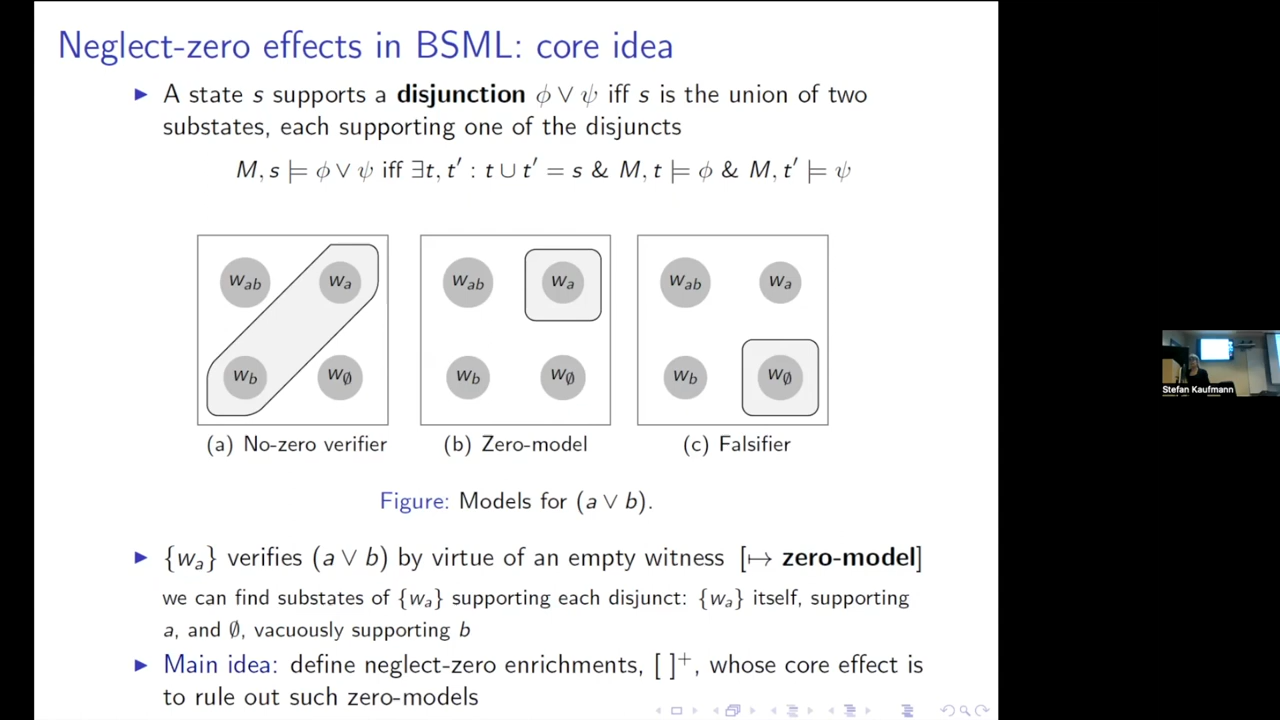 Neglect-zero effects in BSML: core idea
▶ A state s supports a disjunction ϕ ∨ ψ iff s is the union of two
substates, each supporting one of the disjuncts
M, s ⊨ ϕ ∨ ψ iff ∃t, t′ : t ∪ t′ = s & M, t ⊨ ϕ & M, t′ ⊨ ψ
w_ab w_a w_ab w_a w_ab w_a
w_b w_∅ w_b w_∅ w_b w_∅
(a) No-zero verifier (b) Zero-model (c) Falsifier
Figure: Models for (a ∨ b).
▶ {w_a} verifies (a ∨ b) by virtue of an empty witness [↦ zero-model]
we can find substates of {w_a} supporting each disjunct: {w_a} itself, supporting
a, and ∅, vacuously supporting b
▶ Main idea: define neglect-zero enrichments, [ ]⁺, whose core effect is
to rule out such zero-models
Stefan Kaufmann